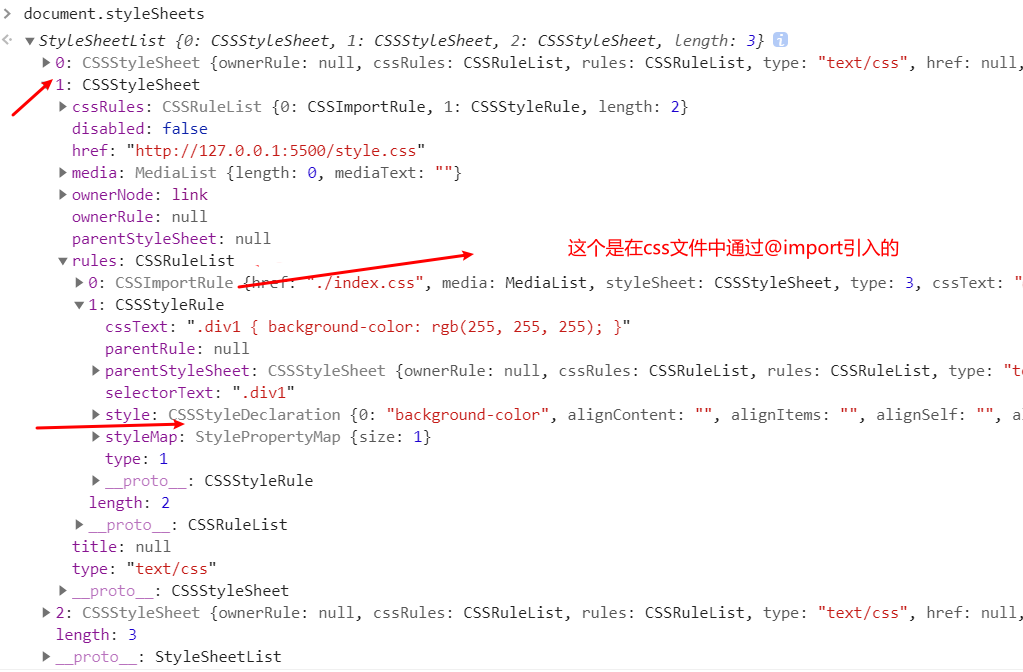 document.styleSheets
StyleSheetList {0: CSSStyleSheet, 1: CSSStyleSheet, 2: CSSStyleSheet, length: 3}
0: CSSStyleSheet {ownerRule: null, cssRules: CSSRuleList, rules: CSSRuleList, type: "text/css", href: null,
1: CSSStyleSheet
cssRules: CSSRuleList {0: CSSImportRule, 1: CSSStyleRule, length: 2}
disabled: false
href: "http://127.0.0.1:5500/style.css"
media: MediaList {length: 0, mediaText: ""}
ownerNode: link
ownerRule: null
parentStyleSheet: null
这个是在css文件中通过@import引入的
rules: CSSRuleList
0: CSSImportRule {href: "./index.css", media: MediaList, styleSheet: CSSStyleSheet, type: 3, cssText: "
1: CSSStyleRule
cssText: ".div1 { background-color: rgb(255, 255, 255); }"
parentRule: null
parentStyleSheet: CSSStyleSheet {ownerRule: null, cssRules: CSSRuleList, rules: CSSRuleList, type: "t
selectorText: ".div1"
style: CSSStyleDeclaration {0: "background-color", alignContent: "", alignItems: "", alignSelf: "", a
styleMap: StylePropertyMap {size: 1}
type: 1
__proto__: CSSStyleRule
length: 2
__proto__: CSSRuleList
title: null
type: "text/css"
__proto__: CSSStyleSheet
2: CSSStyleSheet {ownerRule: null, cssRules: CSSRuleList, rules: CSSRuleList, type: "text/css", href: null,
length: 3
__proto__: StyleSheetList